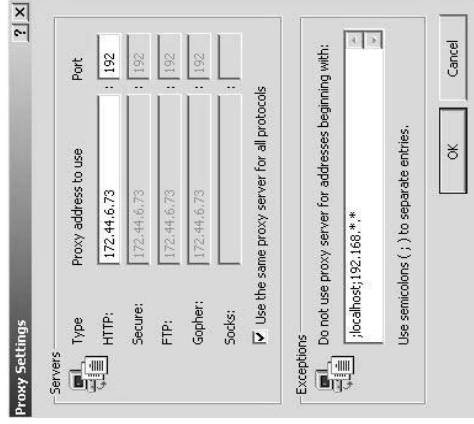 Proxy Settings
Servers
Type Proxy address to use Port
HTTP: 172.44.6.73 : 192
Secure: 172.44.6.73 : 192
FTP: 172.44.6.73 : 192
Gopher: 172.44.6.73 : 192
Socks: :
Use the same proxy server for all protocols
Exceptions
Do not use proxy server for addresses beginning with:
;localhost;192.168.*.*
Use semicolons ( ; ) to separate entries.
OK Cancel